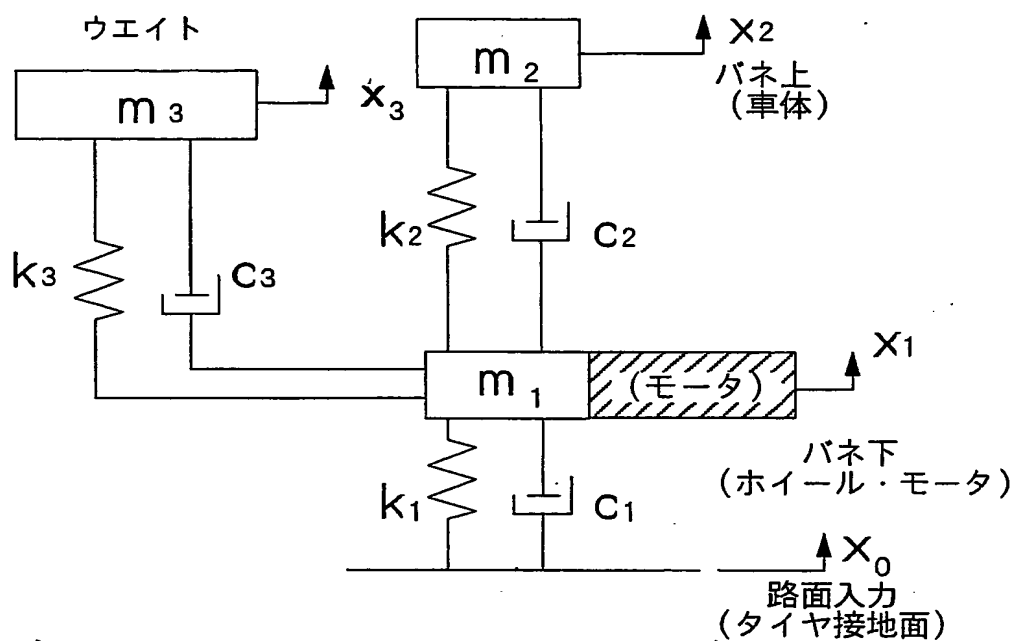 ウエイト
m3
x3
m2
x2
バネ上
(車体)
k3
c3
k2
c2
m1
(モータ)
x1
バネ下
(ホイール・モータ)
k1
c1
x0
路面入力
(タイヤ接地面)